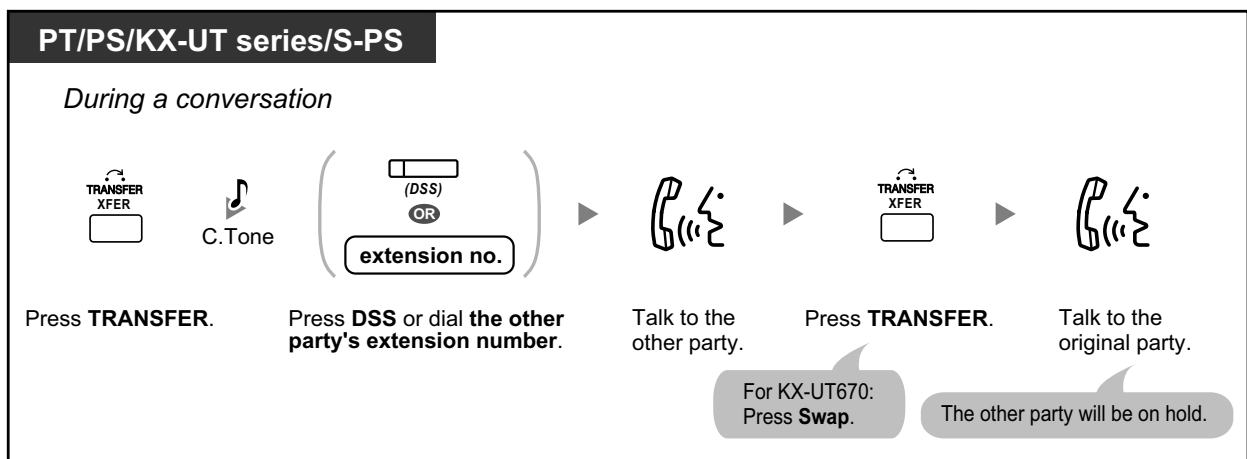 PT/PS/KX-UT series/S-PS
During a conversation
TRANSFER
XFER
C.Tone
(DSS)
OR
extension no.
TRANSFER
XFER
Press TRANSFER.
Press DSS or dial the other
party's extension number.
Talk to the
other party.
Press TRANSFER.
Talk to the
original party.
For KX-UT670:
Press Swap.
The other party will be on hold.